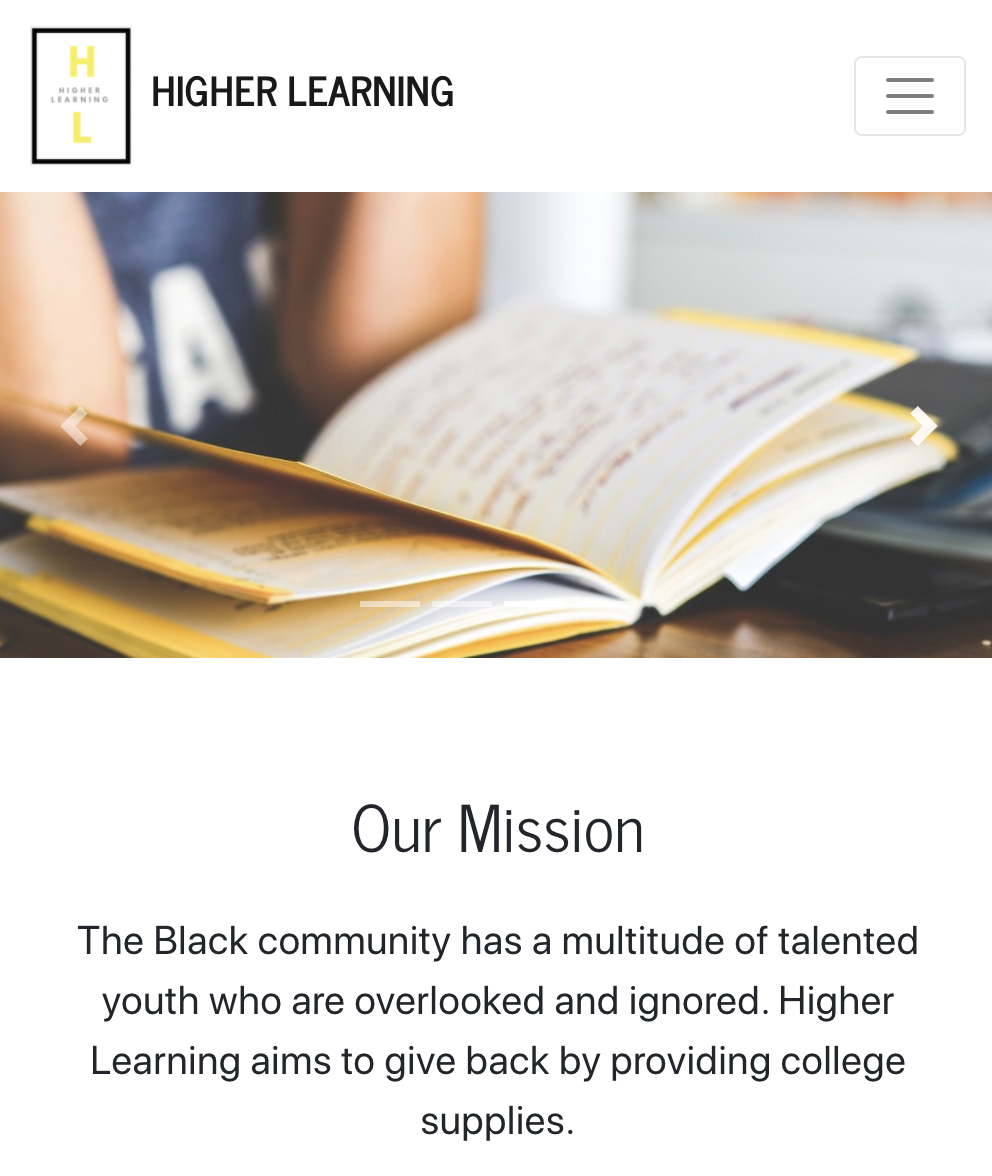 H
HIGHER
LEARNING
L
HIGHER LEARNING
A
Our Mission
The Black community has a multitude of talented
youth who are overlooked and ignored. Higher
Learning aims to give back by providing college
supplies.